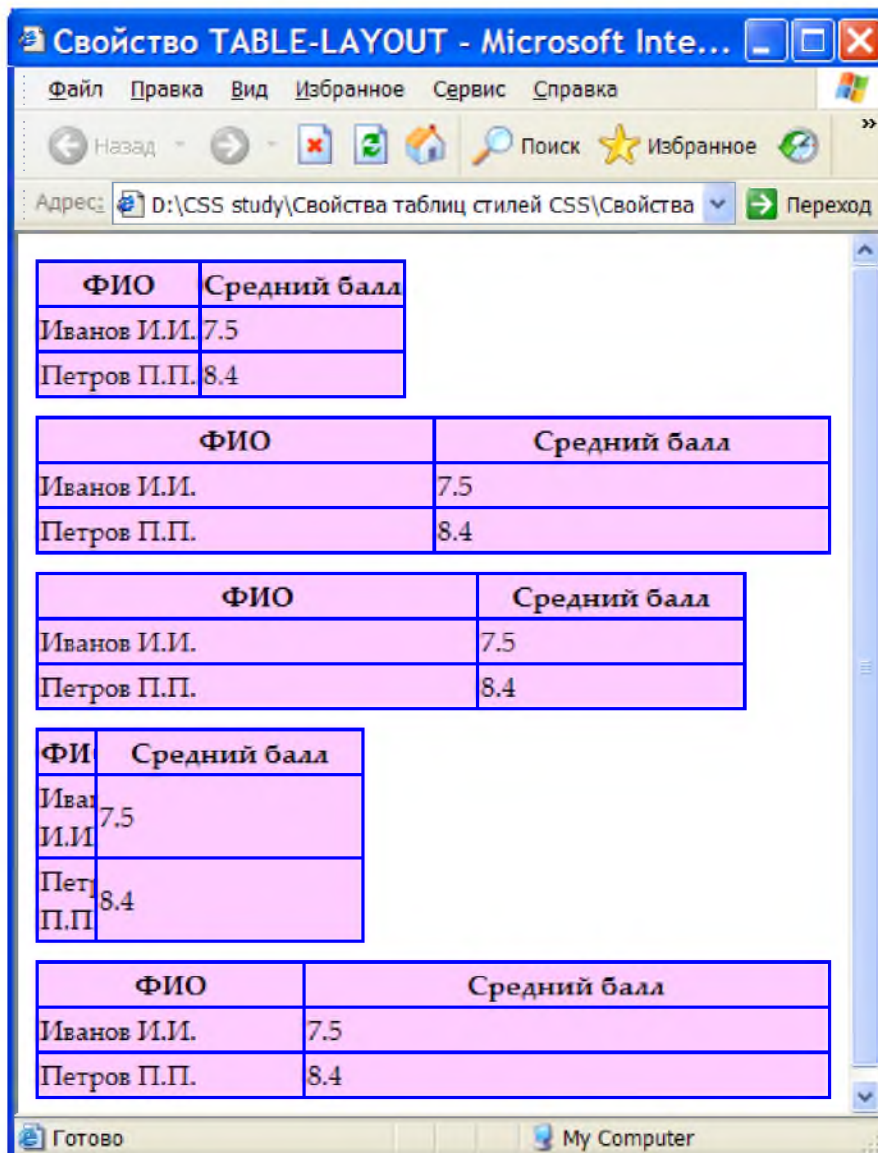 Свойство TABLE-LAYOUT - Microsoft Inte...
Файл Правка Вид Избранное Сервис Справка
Назад Поиск Избранное »
Адрес: D:\CSS study\Свойства таблиц стилей CSS\Свойства Переход
ФИО Средний балл
Иванов И.И. 7.5
Петров П.П. 8.4
ФИО Средний балл
Иванов И.И. 7.5
Петров П.П. 8.4
ФИО Средний балл
Иванов И.И. 7.5
Петров П.П. 8.4
ФИ Средний балл
Иван 7.5
И.И
Петр 8.4
П.П
ФИО Средний балл
Иванов И.И. 7.5
Петров П.П. 8.4
Готово My Computer